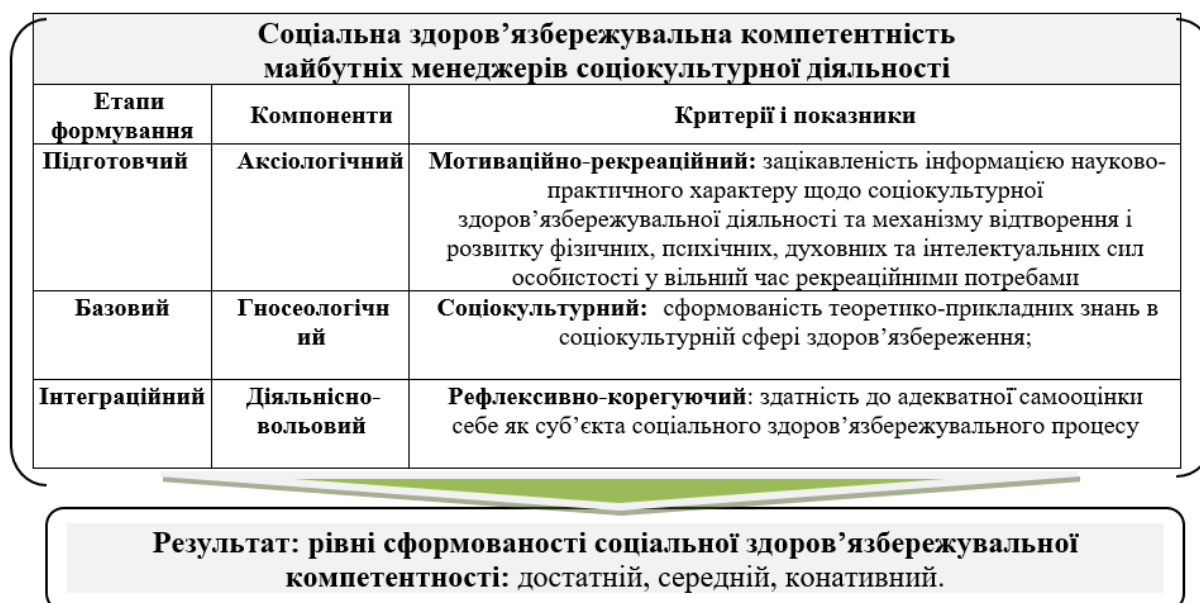 Соціальна здоров’язбережувальна компетентність
майбутніх менеджерів соціокультурної діяльності
Етапи
формування
Компоненти
Критерії і показники
Підготовчий
Аксіологічний
Мотиваційно-рекреаційний: зацікавленість інформацією науково-
практичного характеру щодо соціокультурної
здоров’язбережувальної діяльності та механізму відтворення і
розвитку фізичних, психічних, духовних та інтелектуальних сил
особистості у вільний час рекреаційними потребами
Базовий
Гносеологічн
ий
Соціокультурний: сформованість теоретико-прикладних знань в
соціокультурній сфері здоров’язбереження;
Інтеграційний
Діяльнісно-
вольовий
Рефлексивно-корегуючий: здатність до адекватної самооцінки
себе як суб’єкта соціального здоров’язбережувального процесу
Результат: рівні сформованості соціальної здоров’язбережувальної
компетентності: достатній, середній, конативний.